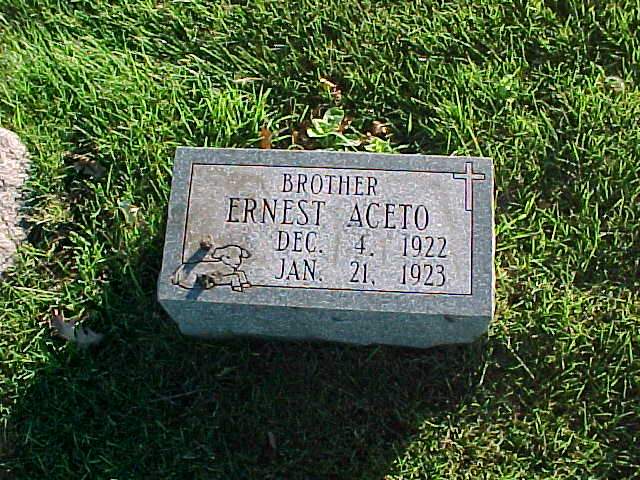 BROTHER
ERNEST ACETO
DEC. 4, 1922
JAN. 21, 1923